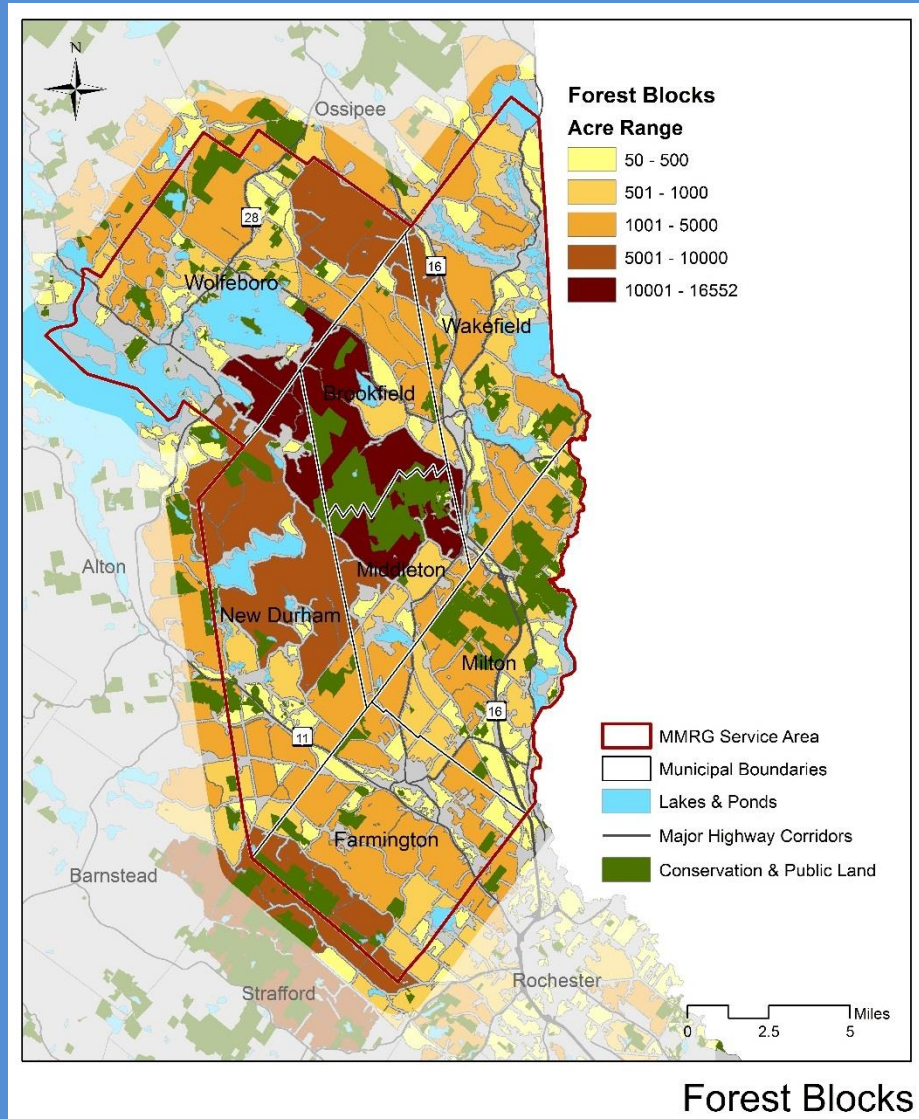 N
Ossipee
Forest Blocks
Acre Range
50 - 500
501 - 1000
1001 - 5000
5001 - 10000
10001 - 16552
28
16
Wolfeboro
Wakefield
Brookfield
Alton
Middleton
New Durham
Milton
16
11
MMRG Service Area
Municipal Boundaries
Lakes & Ponds
Major Highway Corridors
Conservation & Public Land
Farmington
Barnstead
Strafford
Rochester
Miles
0 2.5 5
Forest Blocks